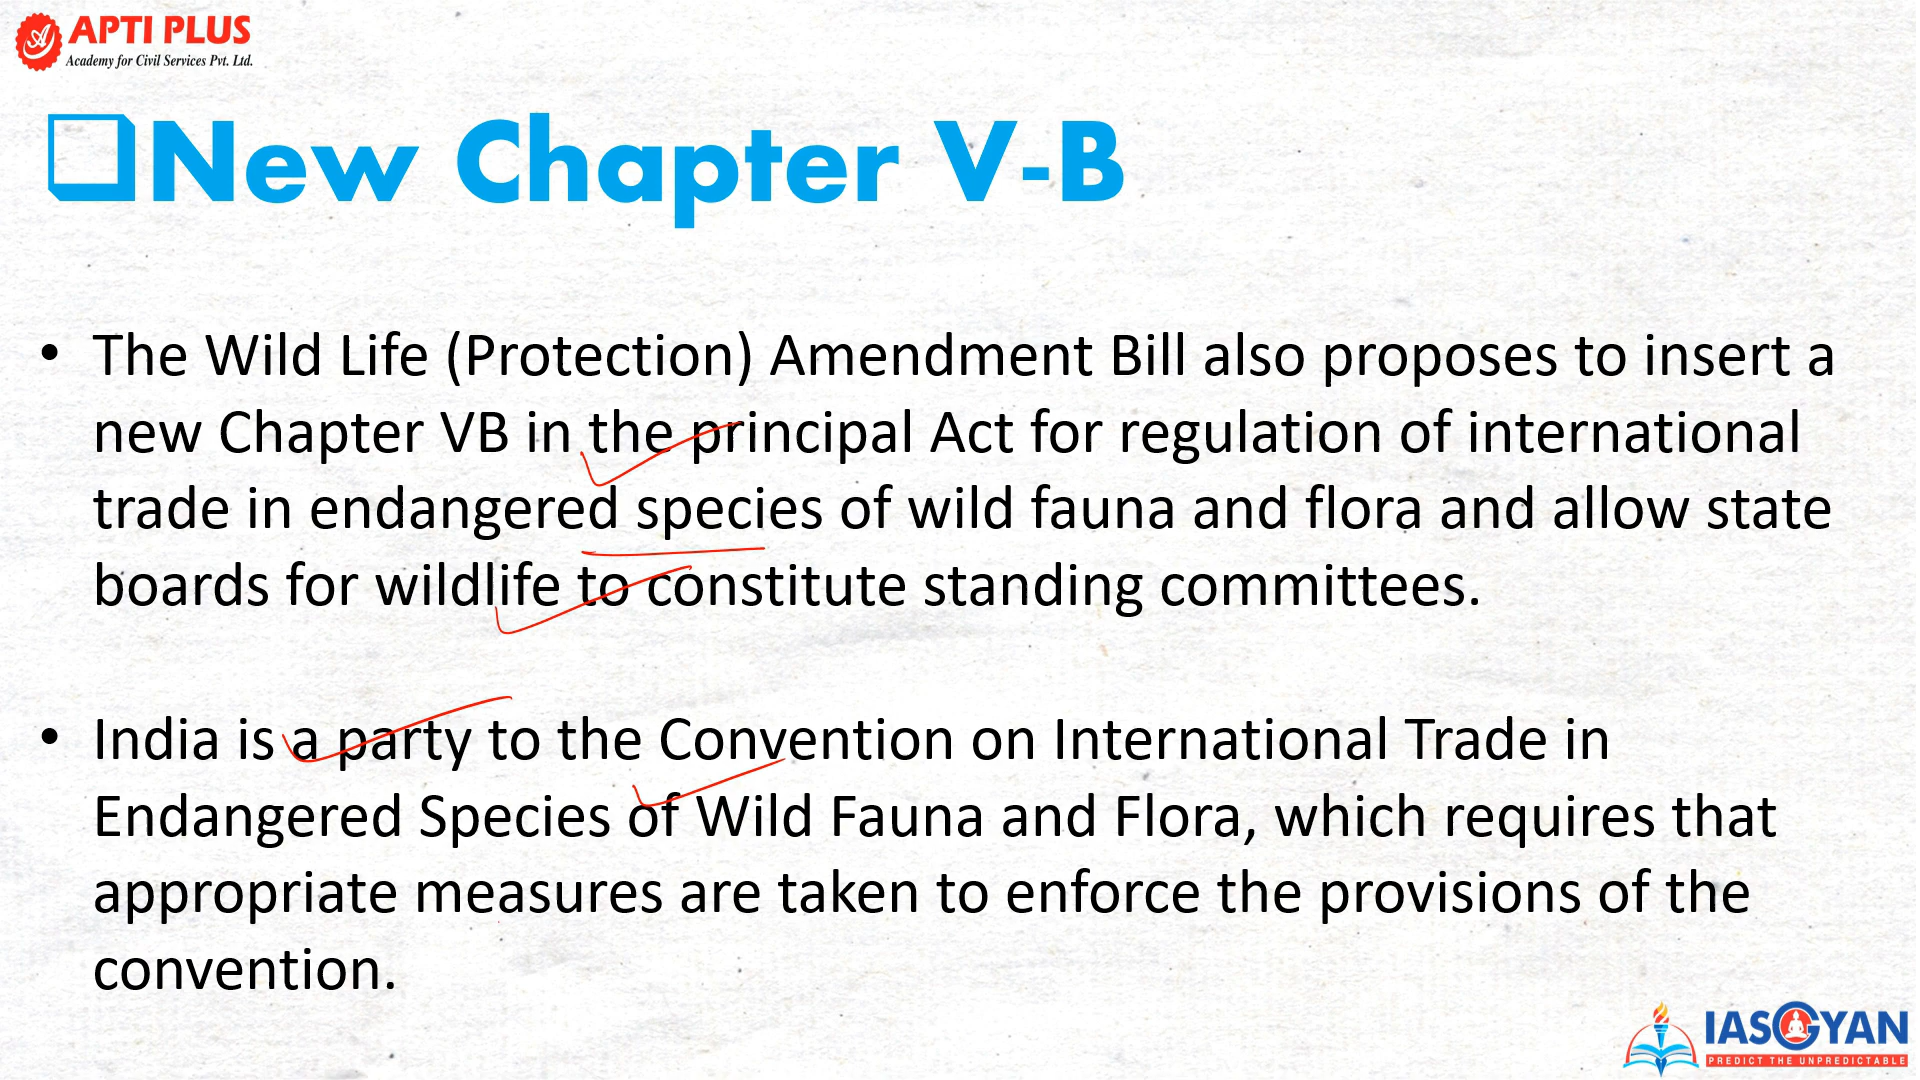 APTI PLUS
Academy for Civil Services Pvt. Ltd.
New Chapter V-B
• The Wild Life (Protection) Amendment Bill also proposes to insert a
new Chapter VB in the principal Act for regulation of international
trade in endangered species of wild fauna and flora and allow state
boards for wildlife to constitute standing committees.
• India is a party to the Convention on International Trade in
Endangered Species of Wild Fauna and Flora, which requires that
appropriate measures are taken to enforce the provisions of the
convention.
IASGYAN
PREDICT THE UNPREDICTABLE